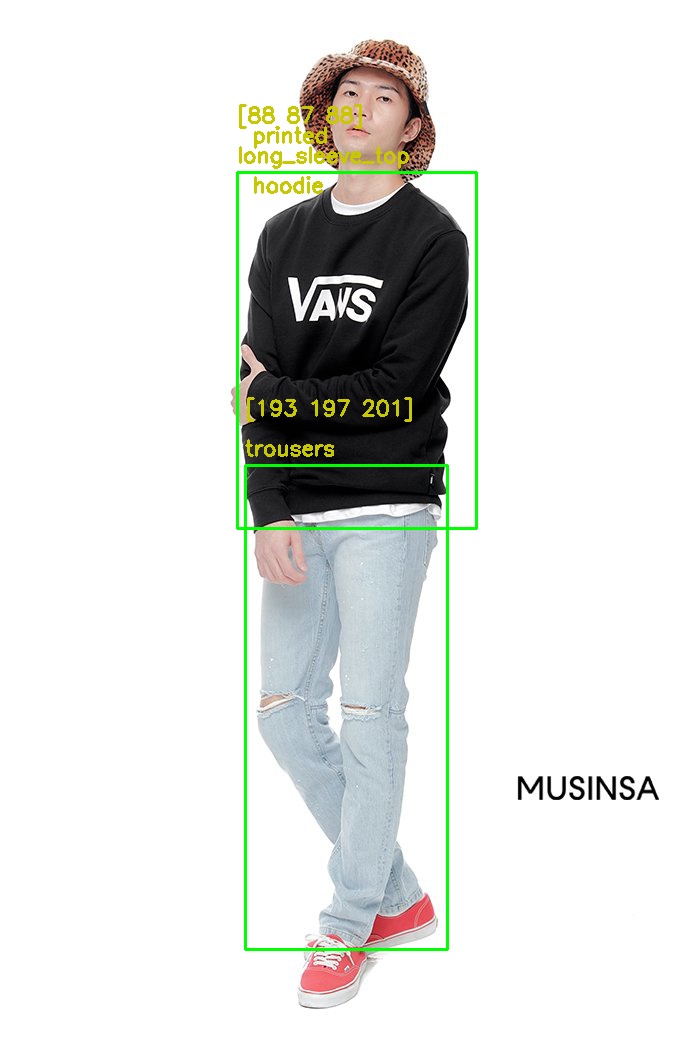 [88 87 88]
printed
long_sleeve_top
hoodie
VANS
[193 197 201]
trousers
MUSINSA